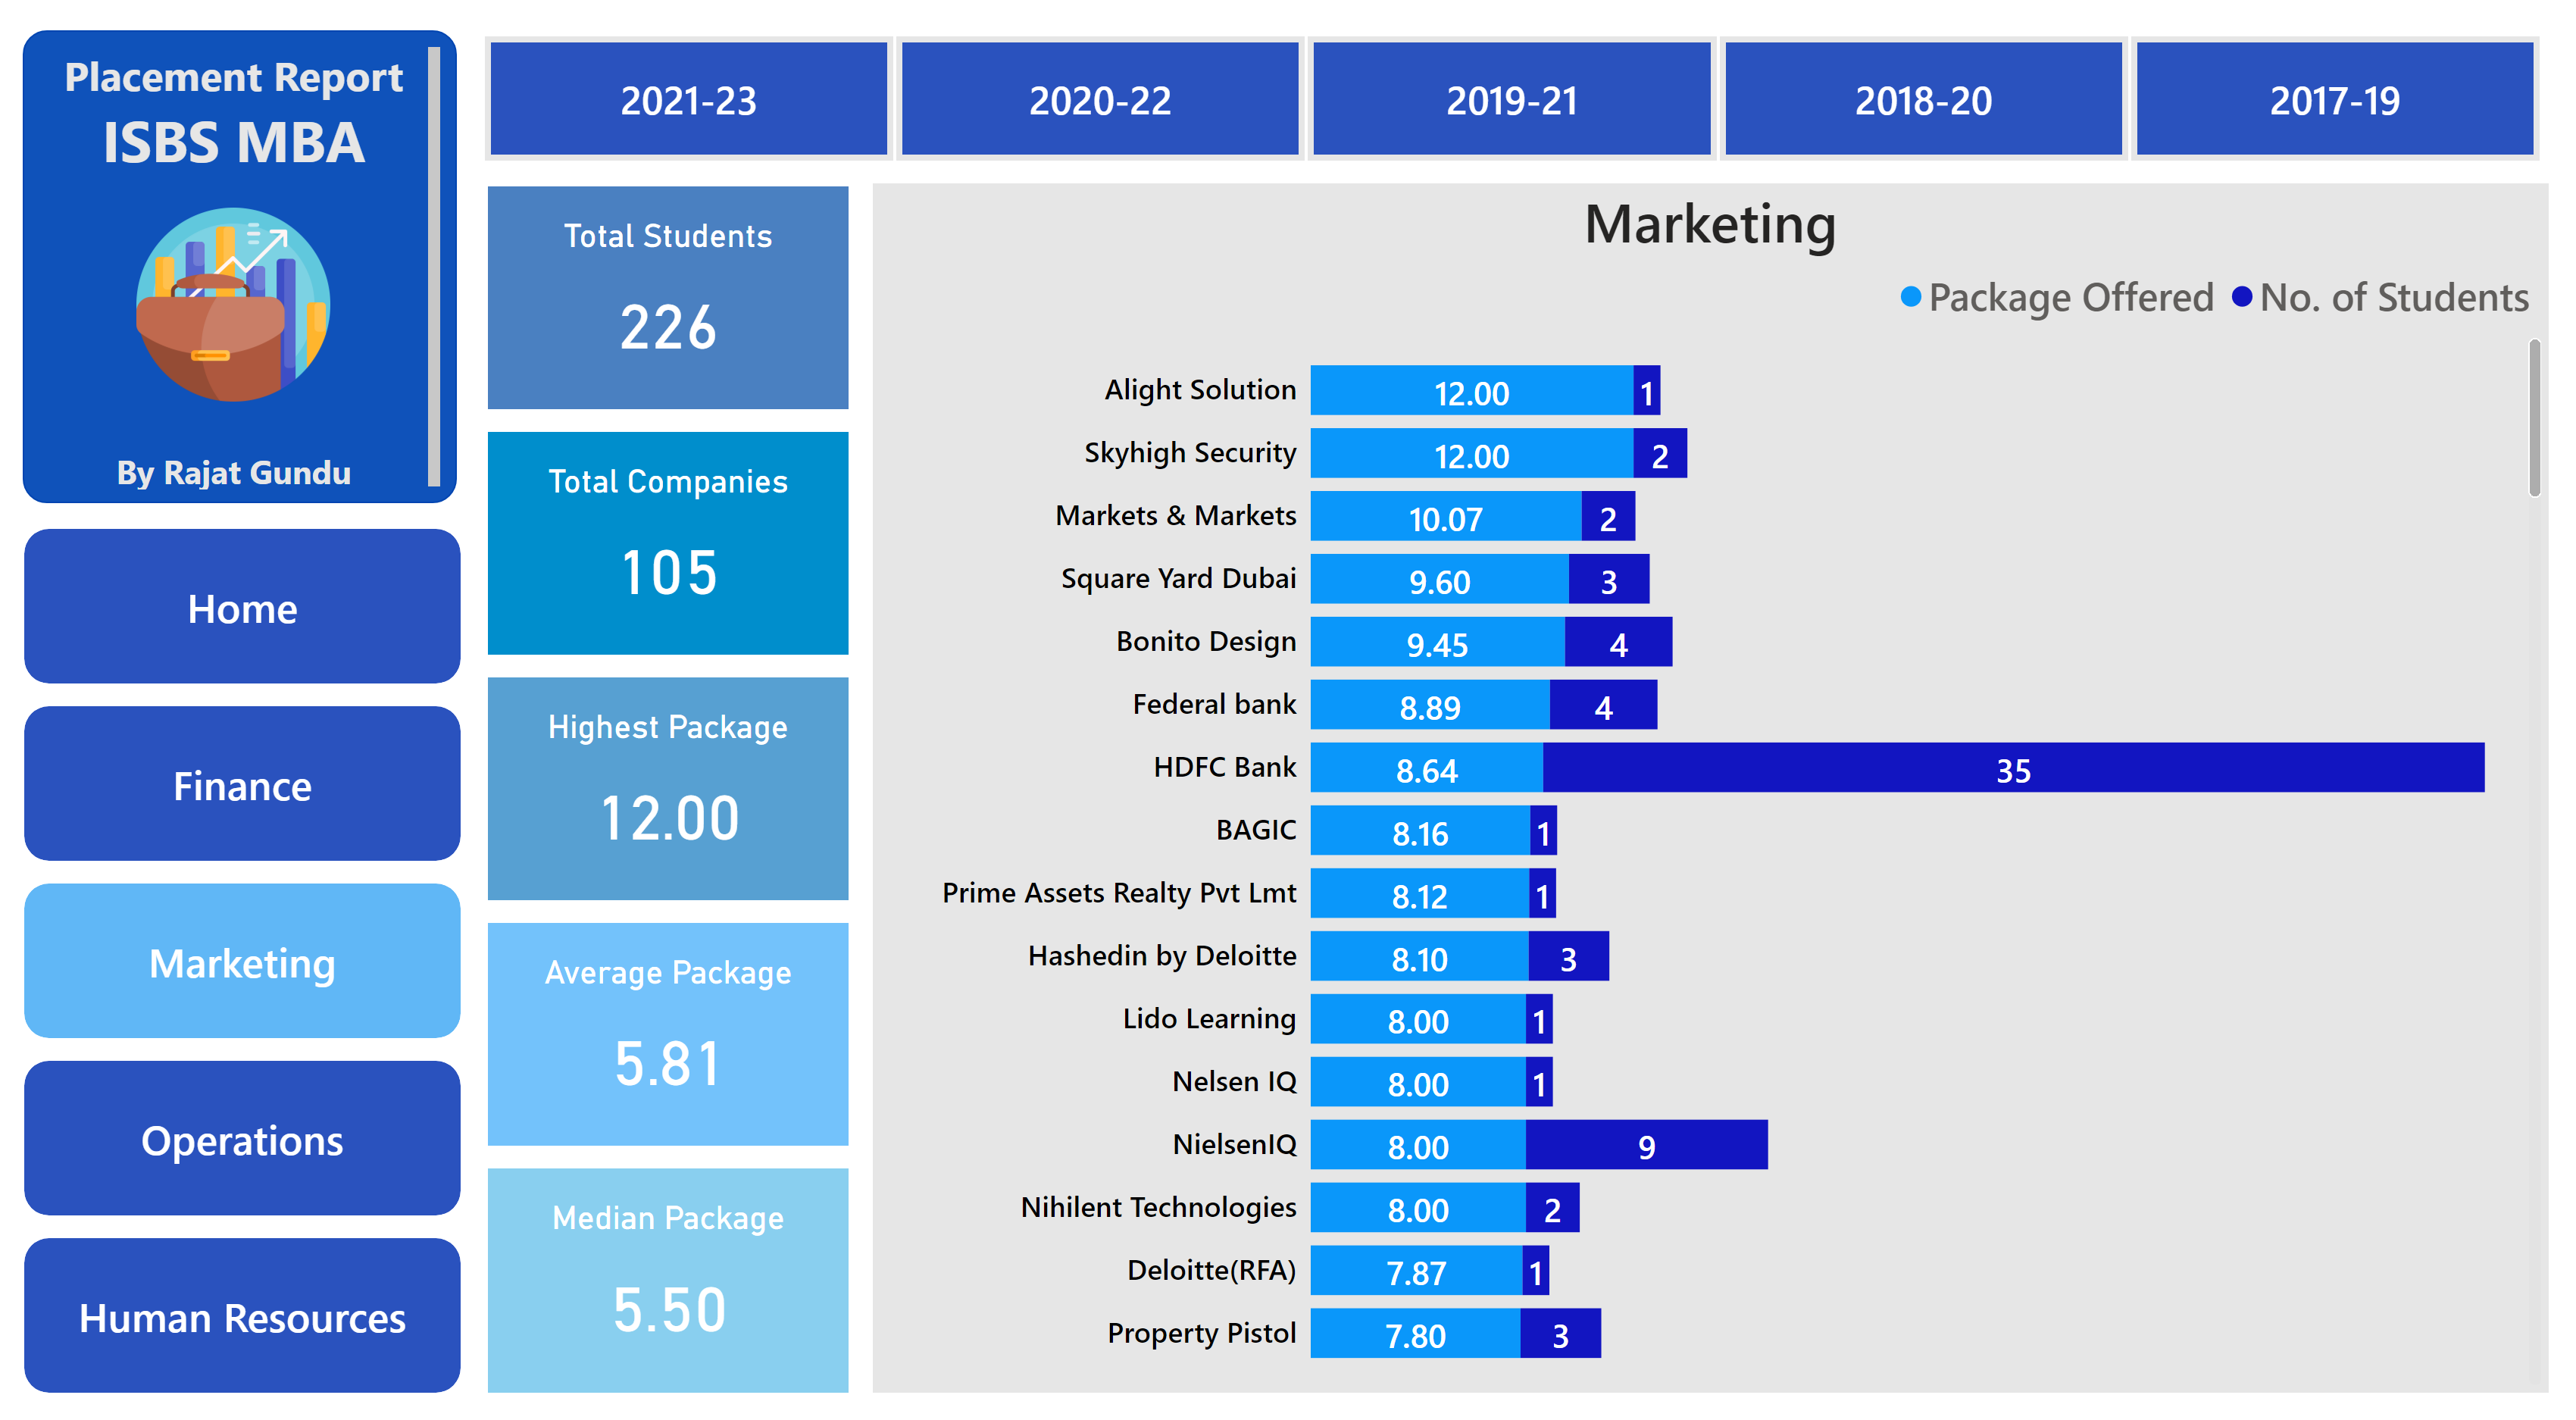 Placement Report
ISBS MBA
By Rajat Gundu
Home
Finance
Marketing
Operations
Human Resources
2021-23
2020-22
2019-21
2018-20
2017-19
Total Students
226
Total Companies
105
Highest Package
12.00
Average Package
5.81
Median Package
5.50
Marketing
Package Offered No. of Students
Alight Solution 12.00 1
Skyhigh Security 12.00 2
Markets & Markets 10.07 2
Square Yard Dubai 9.60 3
Bonito Design 9.45 4
Federal bank 8.89 4
HDFC Bank 8.64 35
BAGIC 8.16 1
Prime Assets Realty Pvt Lmt 8.12 1
Hashedin by Deloitte 8.10 3
Lido Learning 8.00 1
Nelsen IQ 8.00 1
NielsenIQ 8.00 9
Nihilent Technologies 8.00 2
Deloitte(RFA) 7.87 1
Property Pistol 7.80 3